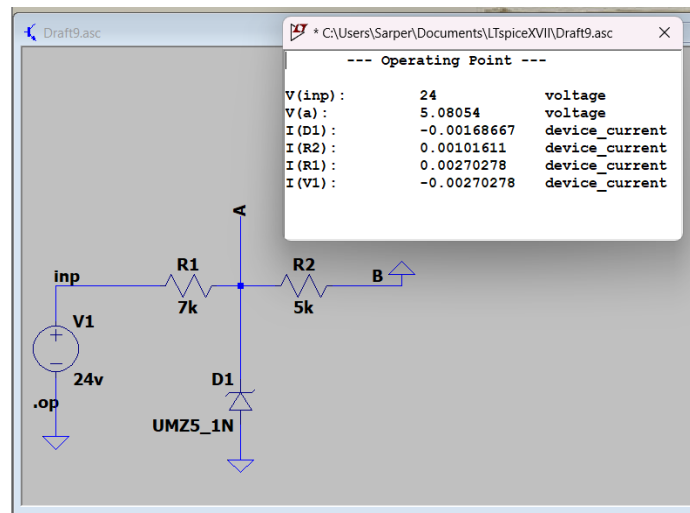 Draft9.asc
* C:\Users\Sarper\Documents\LTspiceXVII\Draft9.asc
--- Operating Point ---
V(inp): 24 voltage
V(a): 5.08054 voltage
I(D1): -0.00168667 device_current
I(R2): 0.00101611 device_current
I(R1): 0.00270278 device_current
I(V1): -0.00270278 device_current
A
R1
R2
inp
B
7k
5k
V1
24v
D1
.op
UMZ5_1N